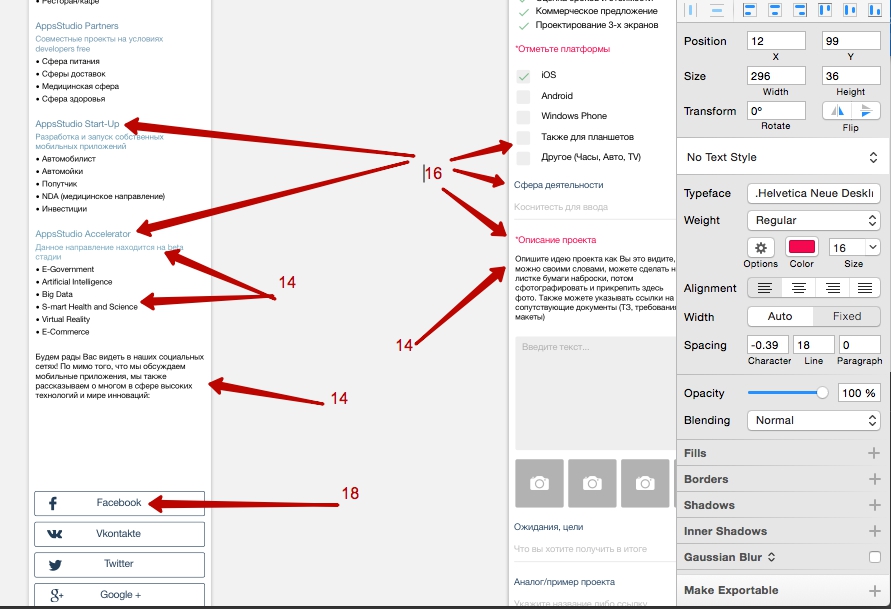 • Ресторан/кафе
AppsStudio Partners
Совместные проекты на условиях
developers free
• Сфера питания
• Сферы доставок
• Медицинская сфера
• Сфера здоровья
AppsStudio Start-Up
Разработка и запуск собственных
мобильных приложений
• Автомобилист
• Автомойки
• Попутчик
• NDA (медицинское направление)
• Инвестиции
AppsStudio Accelerator
Данное направление находится на beta
стадии
• E-Government
• Artificial Intelligence
• Big Data
• S-mart Health and Science
• Virtual Reality
• E-Commerce
Будем рады Вас видеть в наших социальных
сетях! По мимо того, что мы обсуждаем
мобильные приложения, мы также
рассказываем о многом в сфере высоких
технологий и мире инноваций:
Facebook
Vkontakte
Twitter
Google +
16
14
14
14
18
Коммерческое предложение
Проектирование 3-х экранов
*Отметьте платформы
iOS
Android
Windows Phone
Также для планшетов
Другое (Часы, Авто, TV)
Сфера деятельности
Коснитесть для ввода
*Описание проекта
Опишите идею проекта как Вы это видите,
можно своими словами, можете сделать н
листке бумаги наброски, потом
сфотографировать и прикрепить здесь
фото. Также можете указывать ссылки на
сопутствующие документы (ТЗ, требовани
макеты)
Введите текст...
Ожидания, цели
Что вы хотите получить в итоге
Аналог/пример проекта
Укажите название либо ссылку
Position 12 99
X Y
Size 296 36
Width Height
Transform 0°
Rotate Flip
No Text Style
Typeface .Helvetica Neue DeskIı
Weight Regular
16
Options Color Size
Alignment
Width Auto Fixed
Spacing -0.39 18 0
Character Line Paragraph
Opacity 100 %
Blending Normal
Fills
Borders
Shadows
Inner Shadows
Gaussian Blur
Make Exportable